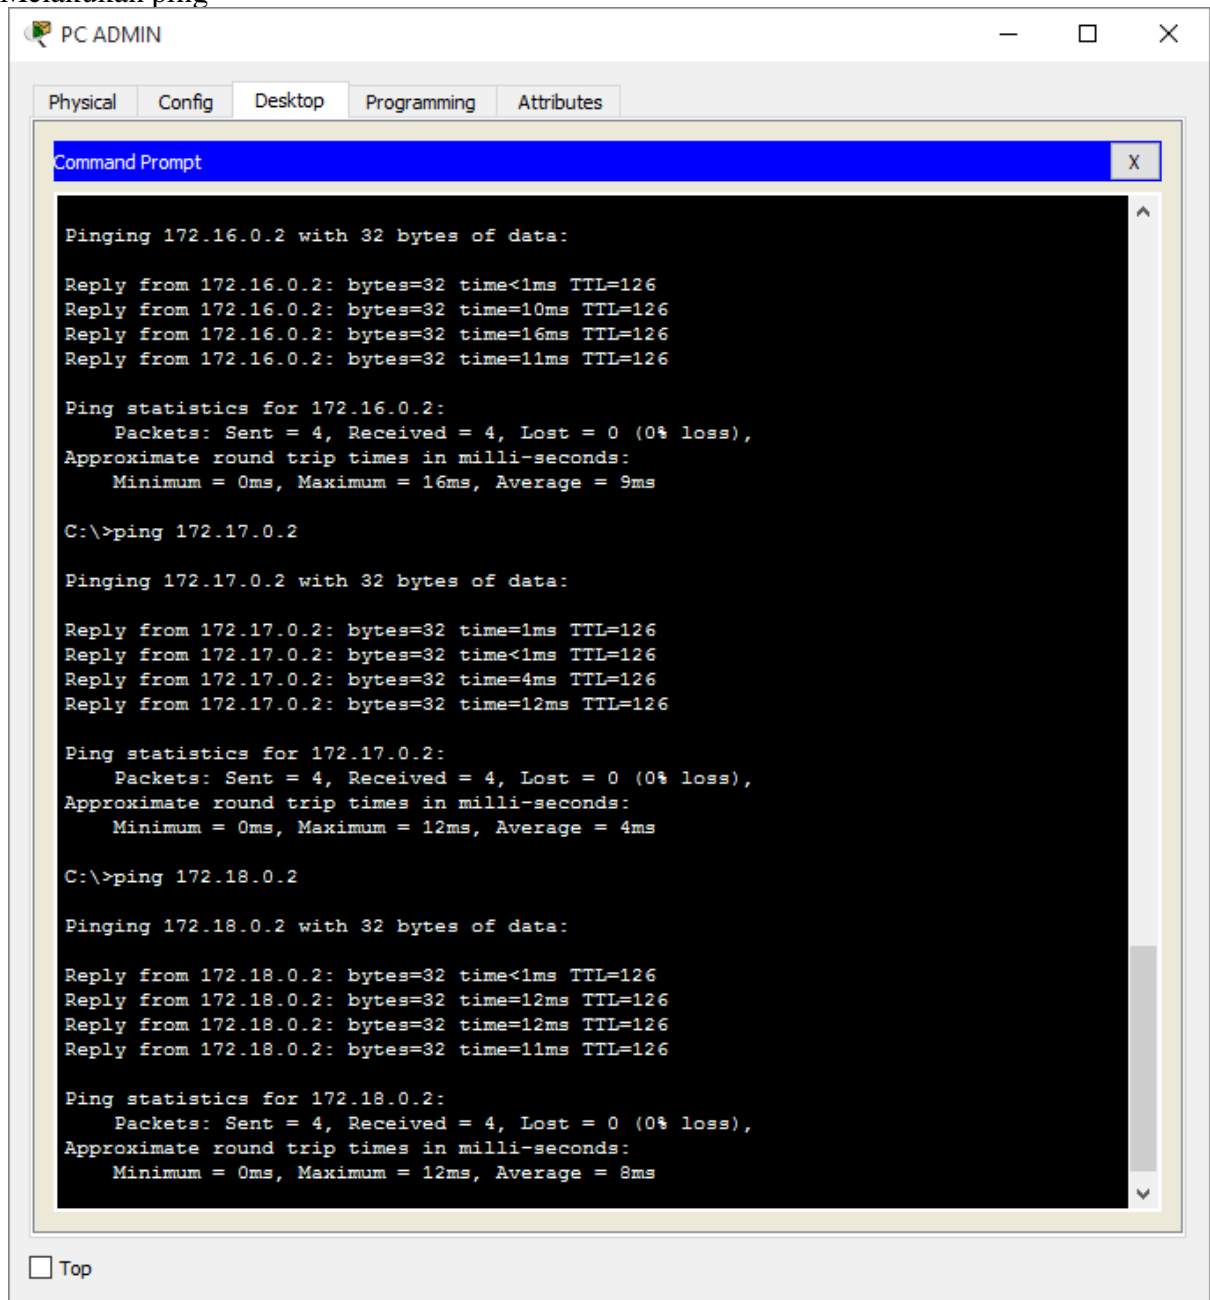 Melakukan ping
PC ADMIN
Physical Config Desktop Programming Attributes
Command Prompt X
Pinging 172.16.0.2 with 32 bytes of data:
Reply from 172.16.0.2: bytes=32 time<1ms TTL=126
Reply from 172.16.0.2: bytes=32 time=10ms TTL=126
Reply from 172.16.0.2: bytes=32 time=16ms TTL=126
Reply from 172.16.0.2: bytes=32 time=11ms TTL=126
Ping statistics for 172.16.0.2:
Packets: Sent = 4, Received = 4, Lost = 0 (0% loss),
Approximate round trip times in milli-seconds:
Minimum = 0ms, Maximum = 16ms, Average = 9ms
C:\>ping 172.17.0.2
Pinging 172.17.0.2 with 32 bytes of data:
Reply from 172.17.0.2: bytes=32 time=1ms TTL=126
Reply from 172.17.0.2: bytes=32 time<1ms TTL=126
Reply from 172.17.0.2: bytes=32 time=4ms TTL=126
Reply from 172.17.0.2: bytes=32 time=12ms TTL=126
Ping statistics for 172.17.0.2:
Packets: Sent = 4, Received = 4, Lost = 0 (0% loss),
Approximate round trip times in milli-seconds:
Minimum = 0ms, Maximum = 12ms, Average = 4ms
C:\>ping 172.18.0.2
Pinging 172.18.0.2 with 32 bytes of data:
Reply from 172.18.0.2: bytes=32 time<1ms TTL=126
Reply from 172.18.0.2: bytes=32 time=12ms TTL=126
Reply from 172.18.0.2: bytes=32 time=12ms TTL=126
Reply from 172.18.0.2: bytes=32 time=11ms TTL=126
Ping statistics for 172.18.0.2:
Packets: Sent = 4, Received = 4, Lost = 0 (0% loss),
Approximate round trip times in milli-seconds:
Minimum = 0ms, Maximum = 12ms, Average = 8ms
Top